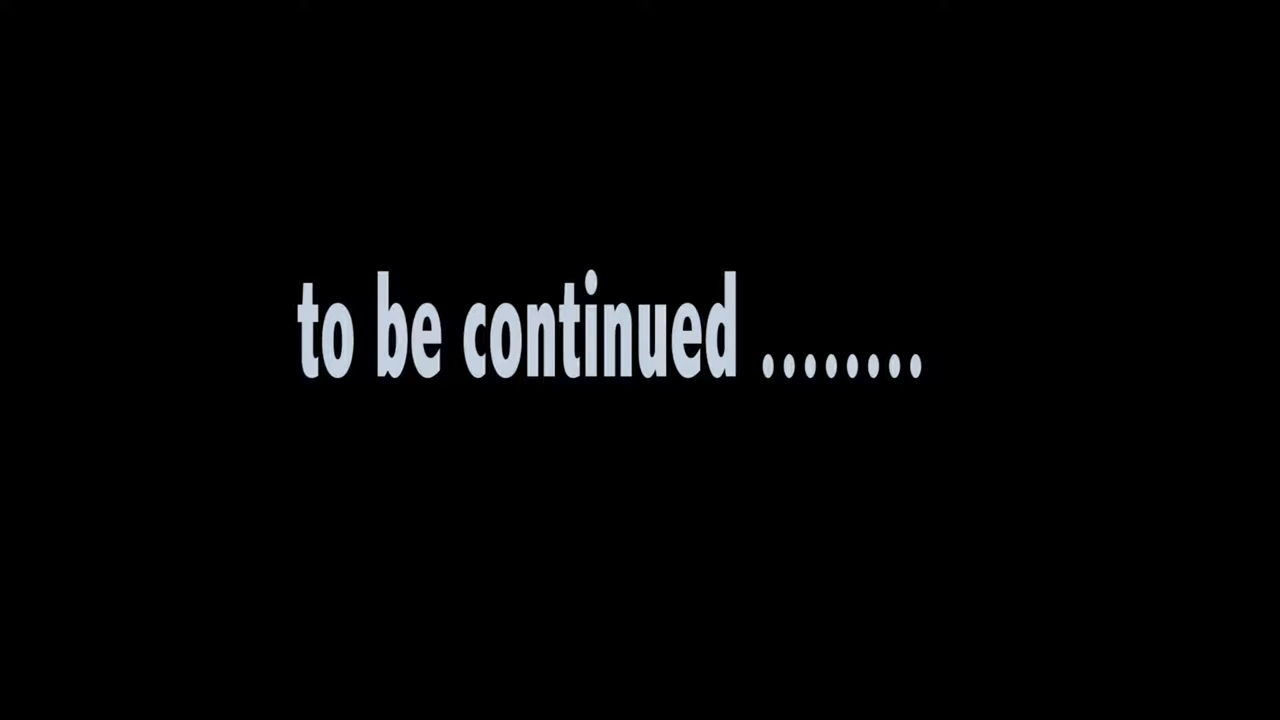 to be continued ........